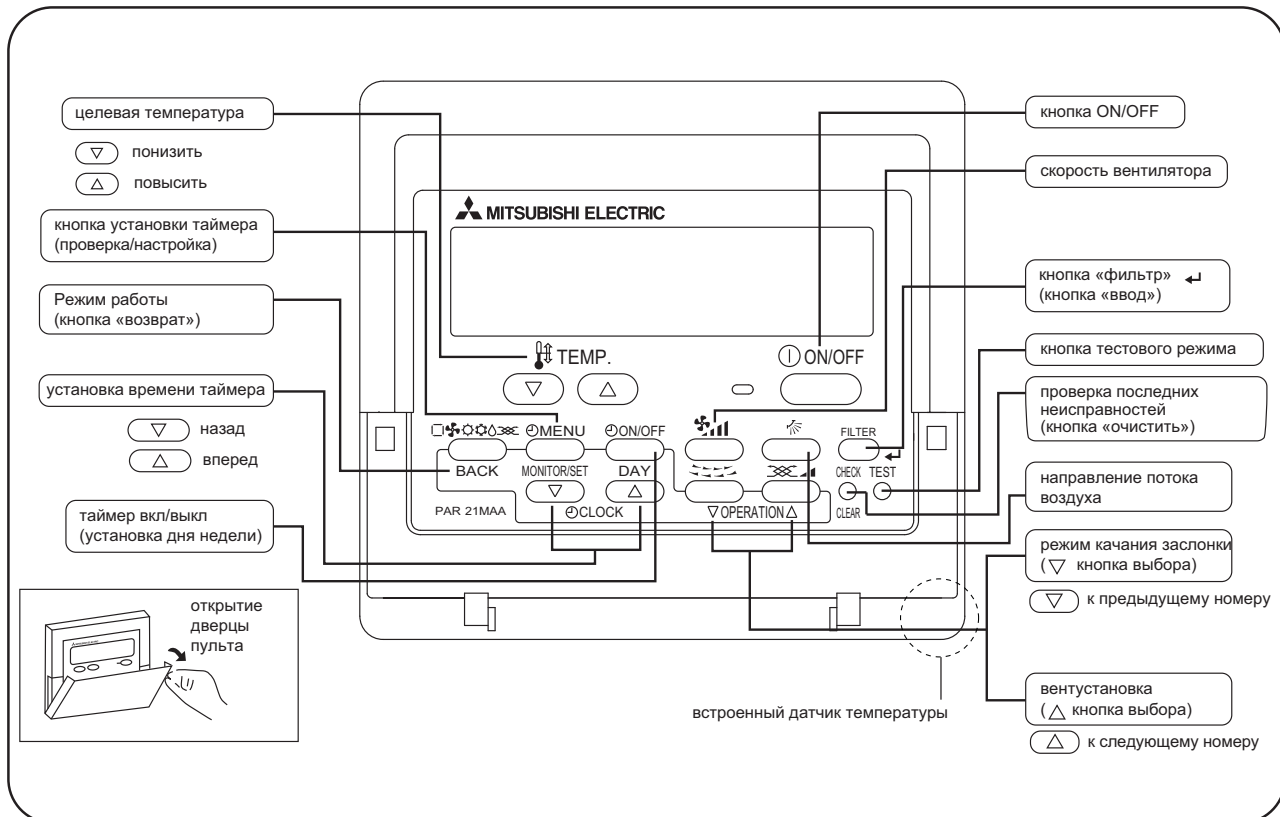 целевая температура
▽ понизить
△ повысить
кнопка установки таймера
(проверка/настройка)
Режим работы
(кнопка «возврат»)
установка времени таймера
▽ назад
△ вперед
таймер вкл/выкл
(установка дня недели)
открытие
дверцы
пульта
MITSUBISHI ELECTRIC
TEMP.
ON/OFF
▽ △
MENU
ON/OFF
FILTER
BACK
MONITOR/SET
DAY
CHECK TEST
▽ △
PAR 21MAA
CLOCK
▽ OPERATION △
CLEAR
встроенный датчик температуры
кнопка ON/OFF
скорость вентилятора
кнопка «фильтр» ↵
(кнопка «ввод»)
кнопка тестового режима
проверка последних
неисправностей
(кнопка «очистить»)
направление потока
воздуха
режим качания заслонки
(▽ кнопка выбора)
▽ к предыдущему номеру
вентустановка
(△ кнопка выбора)
△ к следующему номеру